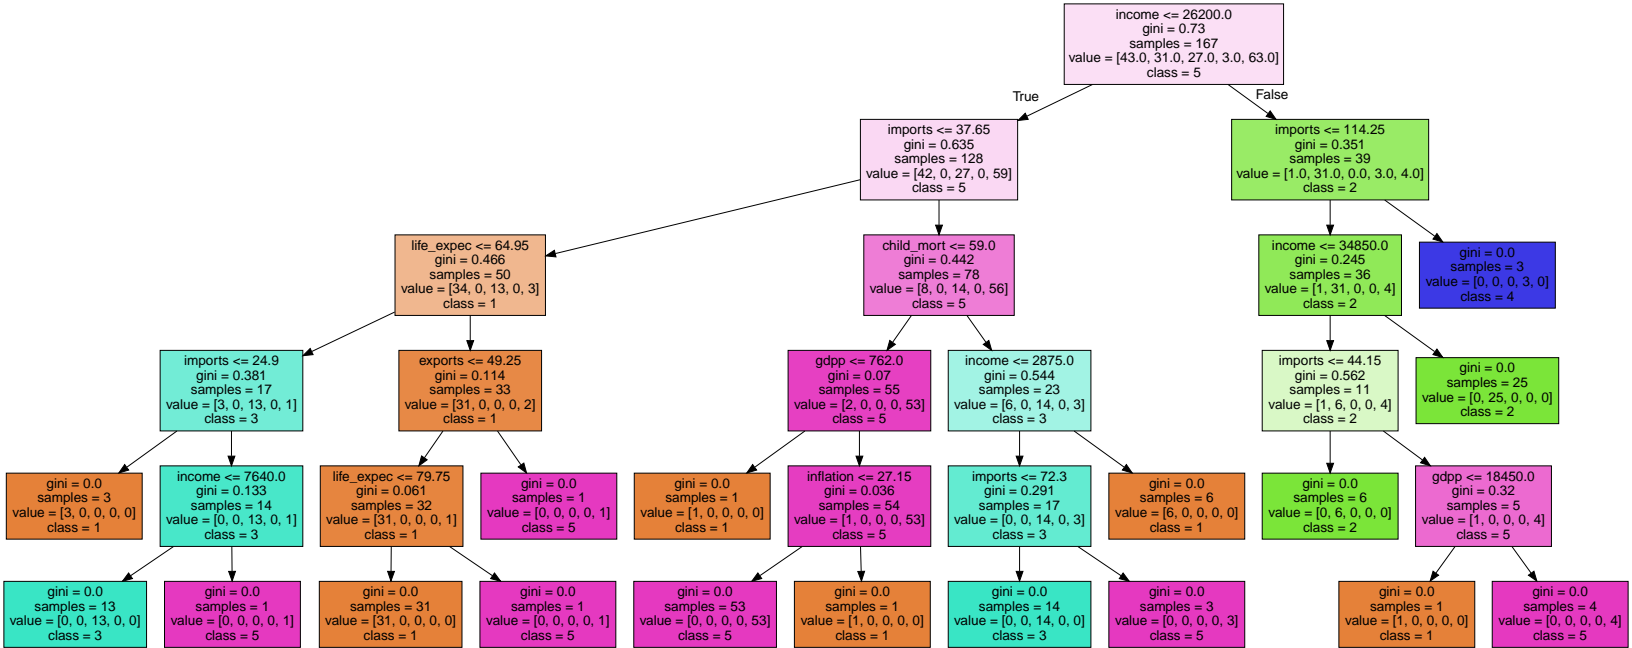 income <= 26200.0
gini = 0.73
samples = 167
value = [43.0, 31.0, 27.0, 3.0, 63.0]
class = 5
True
False
imports <= 37.65
gini = 0.635
samples = 128
value = [42, 0, 27, 0, 59]
class = 5
imports <= 114.25
gini = 0.351
samples = 39
value = [1.0, 31.0, 0.0, 3.0, 4.0]
class = 2
life_expec <= 64.95
gini = 0.466
samples = 50
value = [34, 0, 13, 0, 3]
class = 1
child_mort <= 59.0
gini = 0.442
samples = 78
value = [8, 0, 14, 0, 56]
class = 5
income <= 34850.0
gini = 0.245
samples = 36
value = [1, 31, 0, 0, 4]
class = 2
gini = 0.0
samples = 3
value = [0, 0, 0, 3, 0]
class = 4
imports <= 24.9
gini = 0.381
samples = 17
value = [3, 0, 13, 0, 1]
class = 3
exports <= 49.25
gini = 0.114
samples = 33
value = [31, 0, 0, 0, 2]
class = 1
gdpp <= 762.0
gini = 0.07
samples = 55
value = [2, 0, 0, 0, 53]
class = 5
income <= 2875.0
gini = 0.544
samples = 23
value = [6, 0, 14, 0, 3]
class = 3
imports <= 44.15
gini = 0.562
samples = 11
value = [1, 6, 0, 0, 4]
class = 2
gini = 0.0
samples = 25
value = [0, 25, 0, 0, 0]
class = 2
gini = 0.0
samples = 3
value = [3, 0, 0, 0, 0]
class = 1
income <= 7640.0
gini = 0.133
samples = 14
value = [0, 0, 13, 0, 1]
class = 3
life_expec <= 79.75
gini = 0.061
samples = 32
value = [31, 0, 0, 0, 1]
class = 1
gini = 0.0
samples = 1
value = [0, 0, 0, 0, 1]
class = 5
gini = 0.0
samples = 1
value = [1, 0, 0, 0, 0]
class = 1
inflation <= 27.15
gini = 0.036
samples = 54
value = [1, 0, 0, 0, 53]
class = 5
imports <= 72.3
gini = 0.291
samples = 17
value = [0, 0, 14, 0, 3]
class = 3
gini = 0.0
samples = 6
value = [6, 0, 0, 0, 0]
class = 1
gini = 0.0
samples = 6
value = [0, 6, 0, 0, 0]
class = 2
gdpp <= 18450.0
gini = 0.32
samples = 5
value = [1, 0, 0, 0, 4]
class = 5
gini = 0.0
samples = 13
value = [0, 0, 13, 0, 0]
class = 3
gini = 0.0
samples = 1
value = [0, 0, 0, 0, 1]
class = 5
gini = 0.0
samples = 31
value = [31, 0, 0, 0, 0]
class = 1
gini = 0.0
samples = 1
value = [0, 0, 0, 0, 1]
class = 5
gini = 0.0
samples = 53
value = [0, 0, 0, 0, 53]
class = 5
gini = 0.0
samples = 1
value = [1, 0, 0, 0, 0]
class = 1
gini = 0.0
samples = 14
value = [0, 0, 14, 0, 0]
class = 3
gini = 0.0
samples = 3
value = [0, 0, 0, 0, 3]
class = 5
gini = 0.0
samples = 1
value = [1, 0, 0, 0, 0]
class = 1
gini = 0.0
samples = 4
value = [0, 0, 0, 0, 4]
class = 5